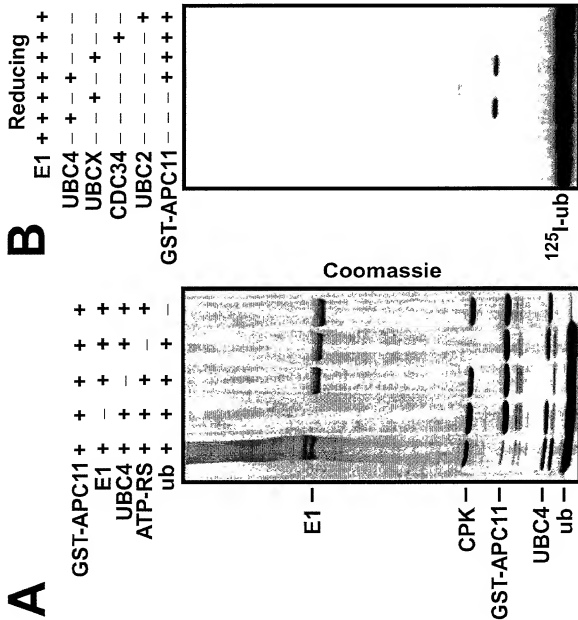 A
GST-APC11 + + + + +
E1 + – + + +
UBC4 + + – + +
ATP-RS + + + – +
ub + + + + –
E1
CPK
GST-APC11
UBC4
ub
Coomassie
B
Reducing
E1 + + + + + + +
UBC4 – + – + – – –
UBCX – – + – + – –
CDC34 – – – – – + –
UBC2 – – – – – – +
GST-APC11 – – – + + + +
125I-ub